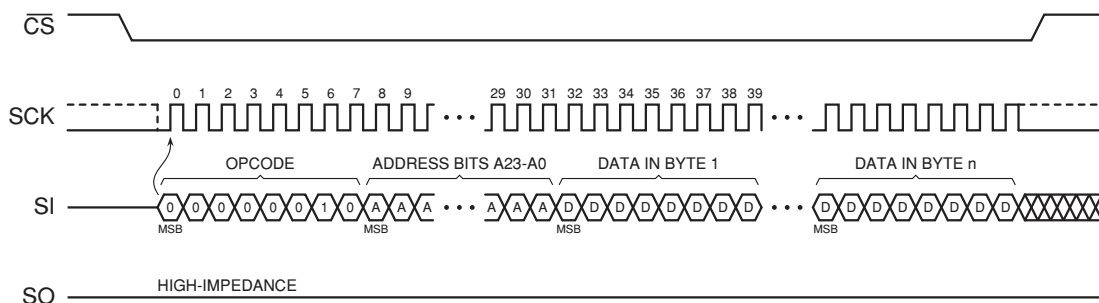 CS
0 1 2 3 4 5 6 7 8 9 29 30 31 32 33 34 35 36 37 38 39
SCK
OPCODE ADDRESS BITS A23-A0 DATA IN BYTE 1 DATA IN BYTE n
SI 0 0 0 0 0 0 1 0 A A A A A A D D D D D D D D D D D D D D D D
MSB MSB MSB MSB
HIGH-IMPEDANCE
SO